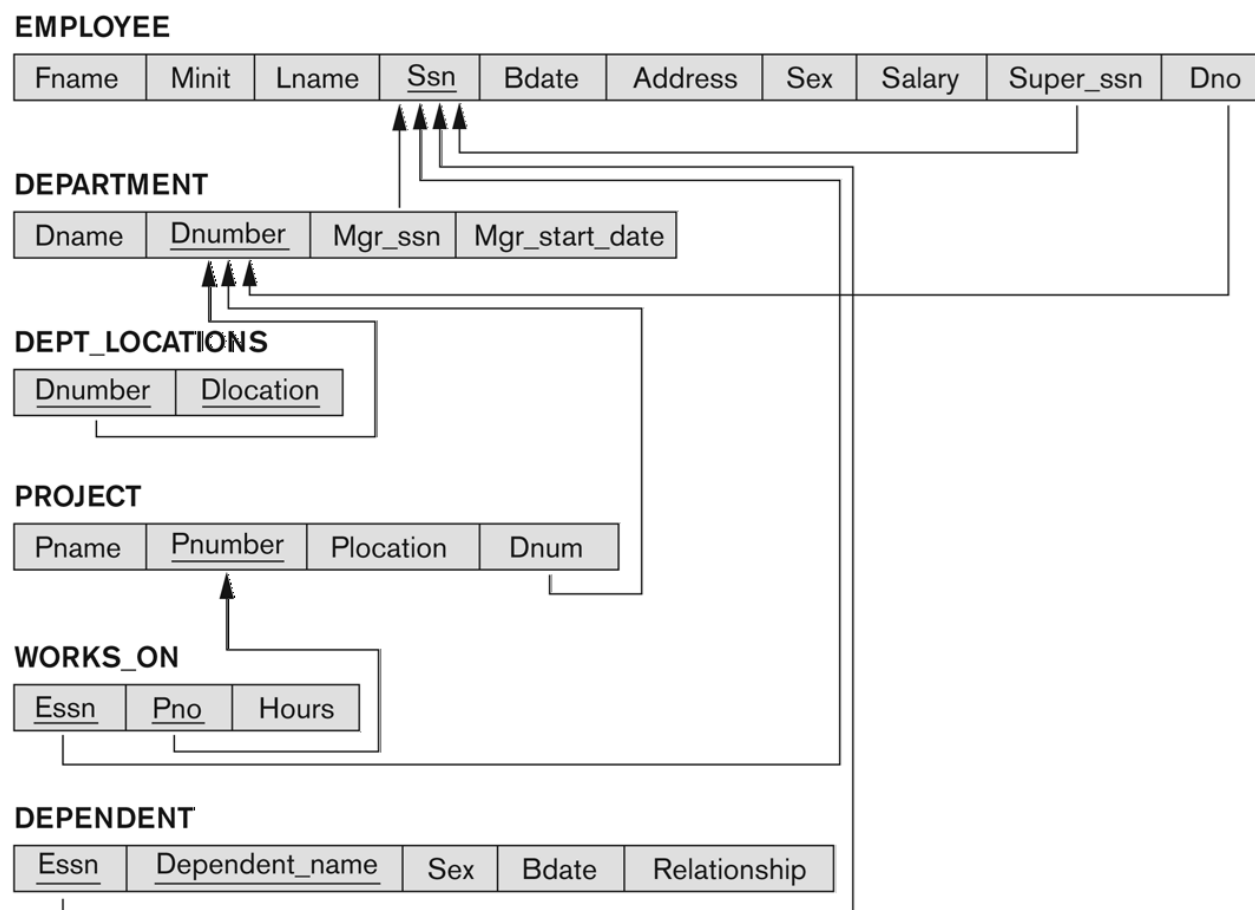 EMPLOYEE
Fname Minit Lname Ssn Bdate Address Sex Salary Super_ssn Dno
DEPARTMENT
Dname Dnumber Mgr_ssn Mgr_start_date
DEPT_LOCATIONS
Dnumber Dlocation
PROJECT
Pname Pnumber Plocation Dnum
WORKS_ON
Essn Pno Hours
DEPENDENT
Essn Dependent_name Sex Bdate Relationship